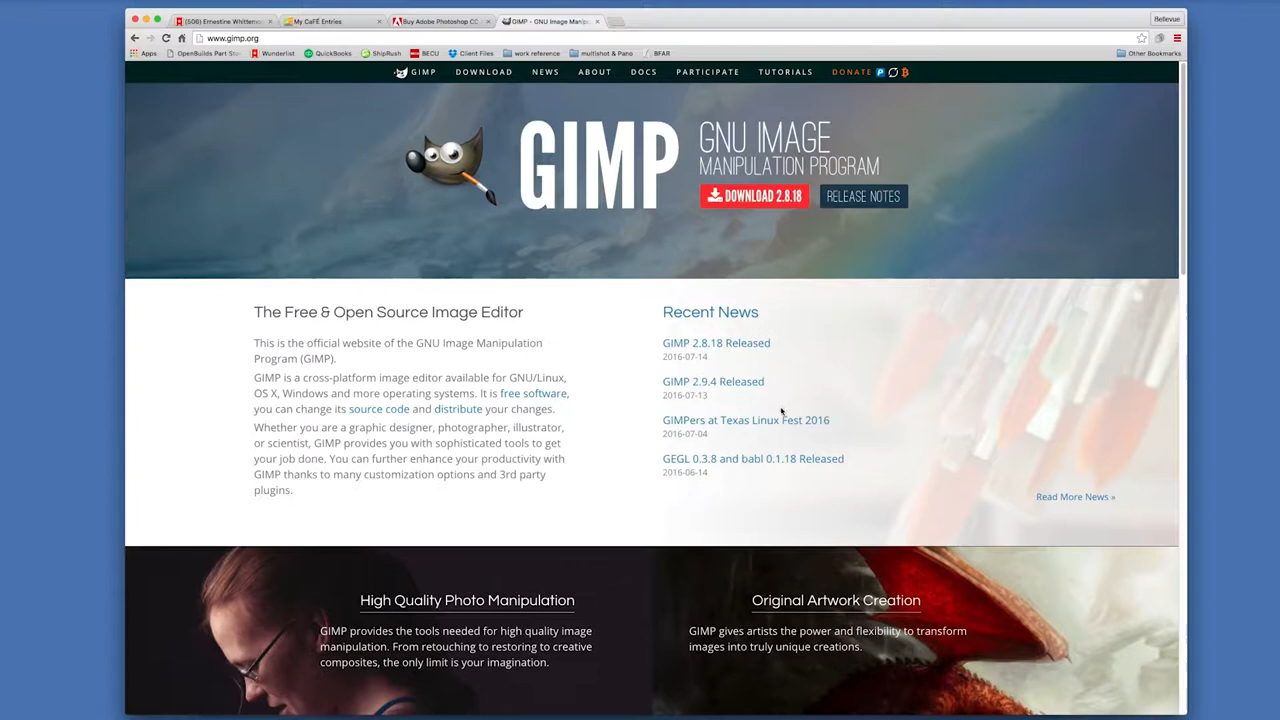 (506) Ernestine Whittemo
My CaFÉ Entries
Buy Adobe Photoshop CC
GIMP - GNU Image Manip
Bellevue
www.gimp.org
Apps
OpenBuilds Part St
Wunderlist
QuickBooks
ShipRush
BECU
Client Files
work reference
multishot & Pano
BFAR
Other Bookmarks
GIMP
DOWNLOAD
NEWS
ABOUT
DOCS
PARTICIPATE
TUTORIALS
DONATE
GIMP
GNU IMAGE
MANIPULATION PROGRAM
DOWNLOAD 2.8.18
RELEASE NOTES
The Free & Open Source Image Editor
This is the official website of the GNU Image Manipulation
Program (GIMP).
GIMP is a cross-platform image editor available for GNU/Linux,
OS X, Windows and more operating systems. It is free software,
you can change its source code and distribute your changes.
Whether you are a graphic designer, photographer, illustrator,
or scientist, GIMP provides you with sophisticated tools to get
your job done. You can further enhance your productivity with
GIMP thanks to many customization options and 3rd party
plugins.
Recent News
GIMP 2.8.18 Released
2016-07-14
GIMP 2.9.4 Released
2016-07-13
GIMPers at Texas Linux Fest 2016
2016-07-04
GEGL 0.3.8 and babl 0.1.18 Released
2016-06-14
Read More News »
High Quality Photo Manipulation
GIMP provides the tools needed for high quality image
manipulation. From retouching to restoring to creative
composites, the only limit is your imagination.
Original Artwork Creation
GIMP gives artists the power and flexibility to transform
images into truly unique creations.